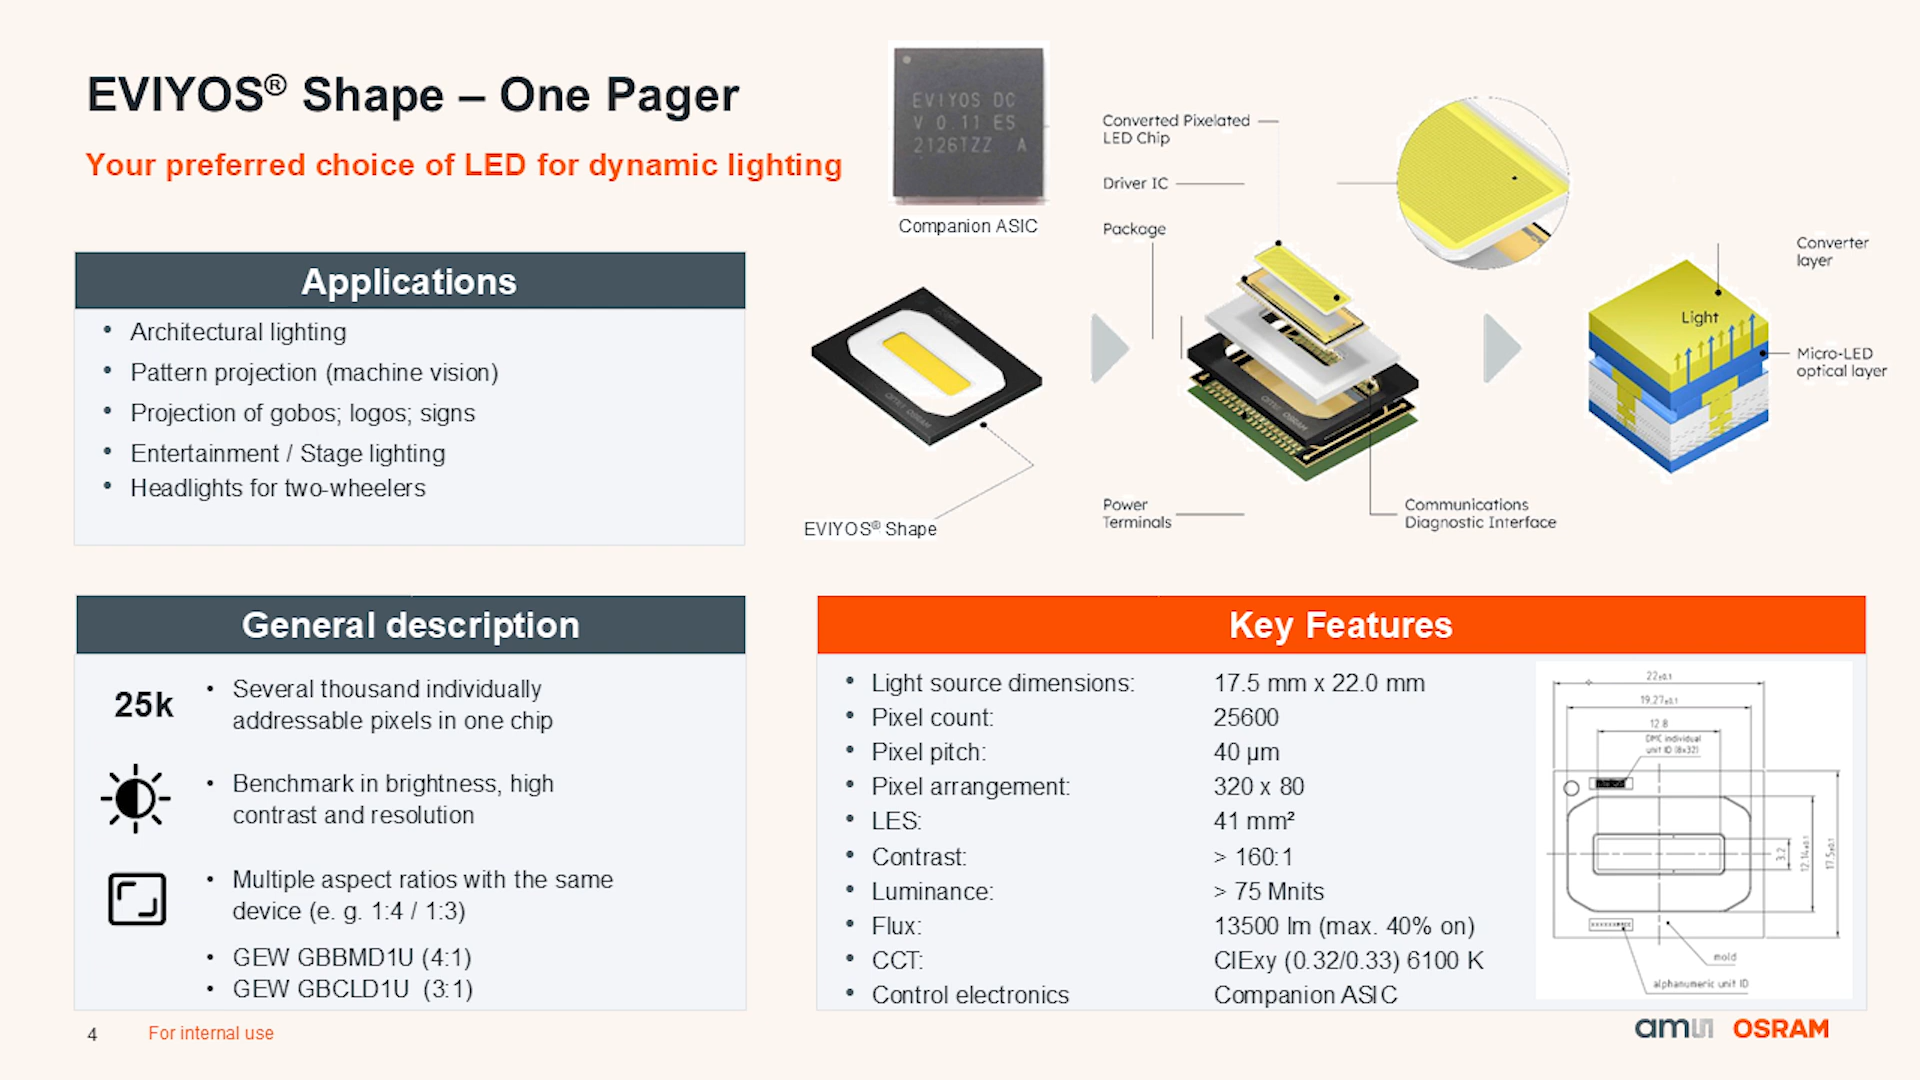 EVIYOS® Shape – One Pager
Your preferred choice of LED for dynamic lighting
EVIYOS DC
V 0.11 ES
2126TZZ A
Companion ASIC
Converted Pixelated
LED Chip
Driver IC
Package
Converter
layer
Light
Micro-LED
optical layer
Power
Terminals
Communications
Diagnostic Interface
EVIYOS® Shape
Applications
• Architectural lighting
• Pattern projection (machine vision)
• Projection of gobos; logos; signs
• Entertainment / Stage lighting
• Headlights for two-wheelers
General description
25k
• Several thousand individually
addressable pixels in one chip
• Benchmark in brightness, high
contrast and resolution
• Multiple aspect ratios with the same
device (e. g. 1:4 / 1:3)
• GEW GBBMD1U (4:1)
• GEW GBCLD1U (3:1)
Key Features
• Light source dimensions: 17.5 mm x 22.0 mm
• Pixel count: 25600
• Pixel pitch: 40 µm
• Pixel arrangement: 320 x 80
• LES: 41 mm²
• Contrast: > 160:1
• Luminance: > 75 Mnits
• Flux: 13500 lm (max. 40% on)
• CCT: CIExy (0.32/0.33) 6100 K
• Control electronics Companion ASIC
22±0.1
19.27±0.1
12.8
DMC individual
unit ID (8x32)
3.2
12.14±0.1
17.5±0.1
mold
alphanumeric unit ID
4
For internal use
am OSRAM